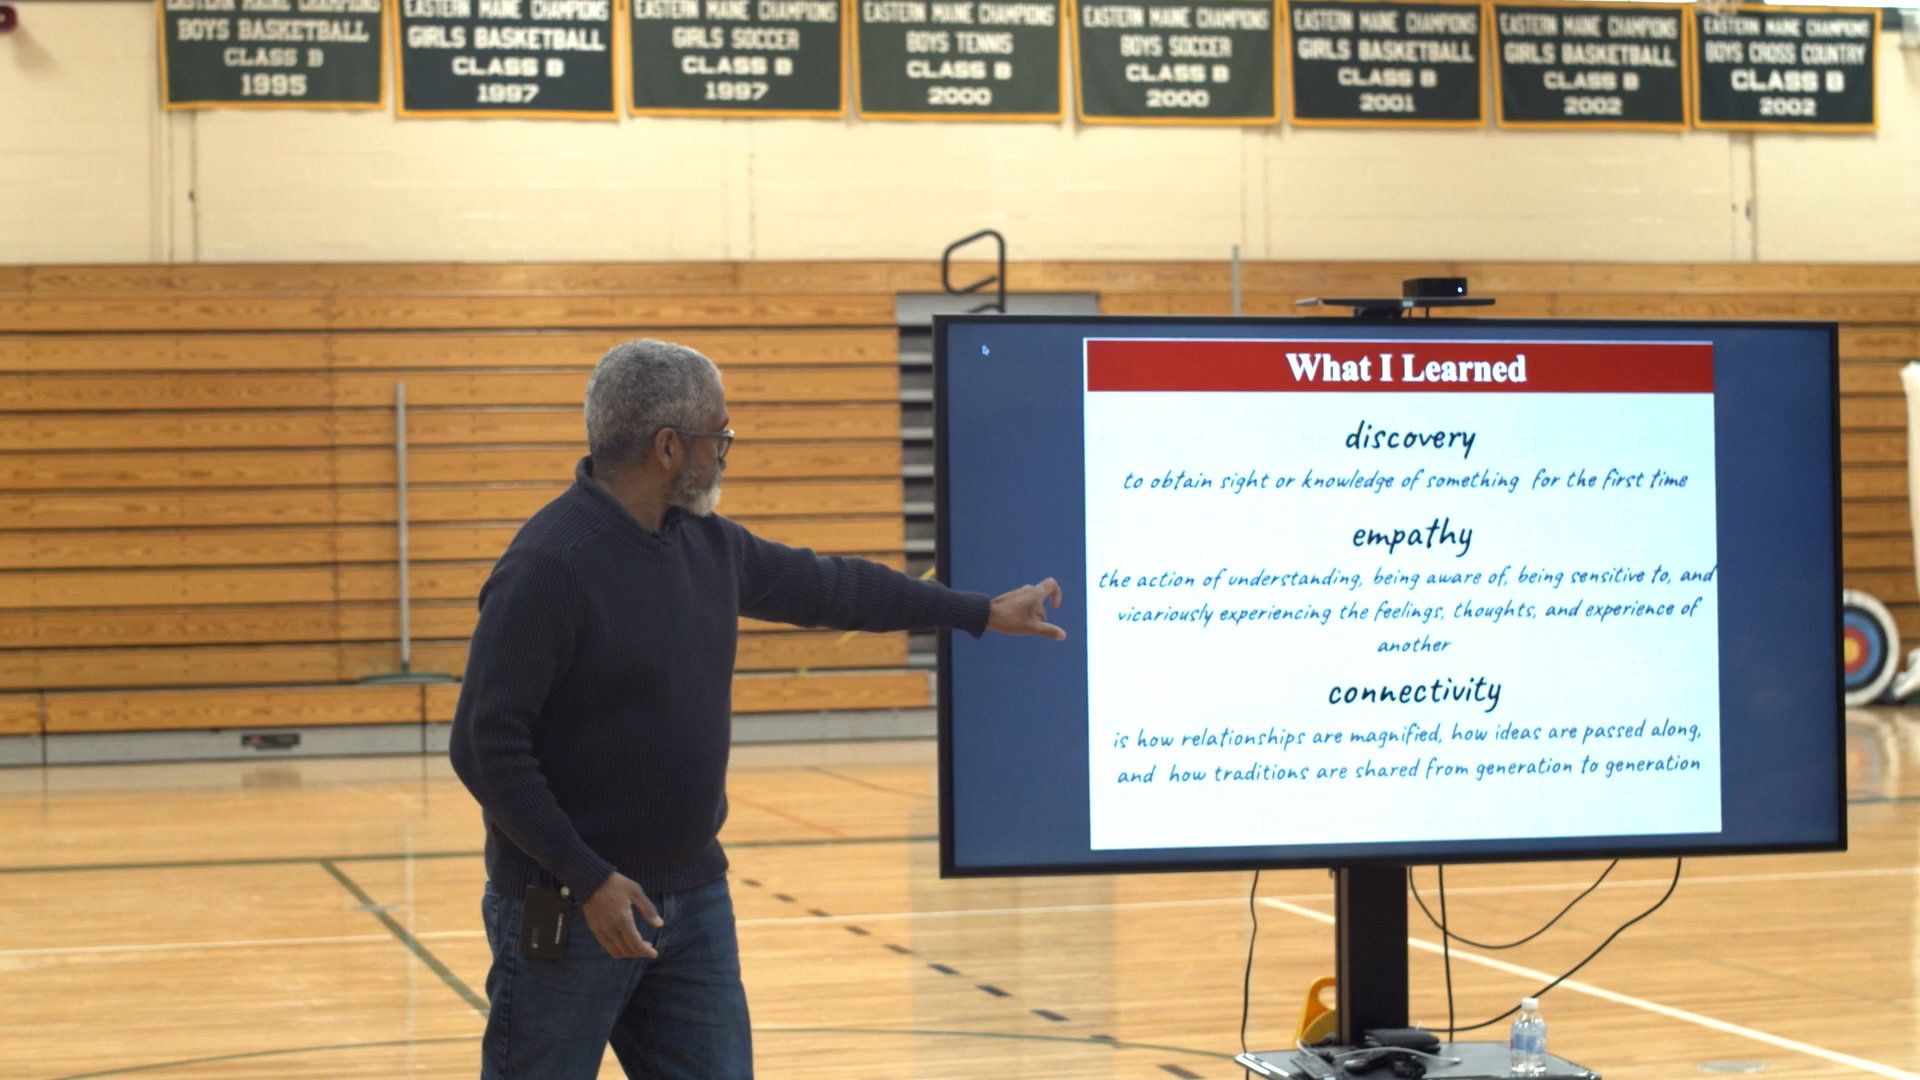 EASTERN MAINE CHAMPIONS
BOYS BASKETBALL
CLASS B
1995
EASTERN MAINE CHAMPIONS
GIRLS BASKETBALL
CLASS B
1997
EASTERN MAINE CHAMPIONS
GIRLS SOCCER
CLASS B
1997
EASTERN MAINE CHAMPIONS
BOYS TENNIS
CLASS B
2000
EASTERN MAINE CHAMPIONS
BOYS SOCCER
CLASS B
2000
EASTERN MAINE CHAMPIONS
GIRLS BASKETBALL
CLASS B
2001
EASTERN MAINE CHAMPIONS
GIRLS BASKETBALL
CLASS B
2002
EASTERN MAINE CHAMPIONS
BOYS CROSS COUNTRY
CLASS B
2002
What I Learned
discovery
to obtain sight or knowledge of something for the first time
empathy
the action of understanding, being aware of, being sensitive to, and
vicariously experiencing the feelings, thoughts, and experience of
another
connectivity
is how relationships are magnified, how ideas are passed along,
and how traditions are shared from generation to generation